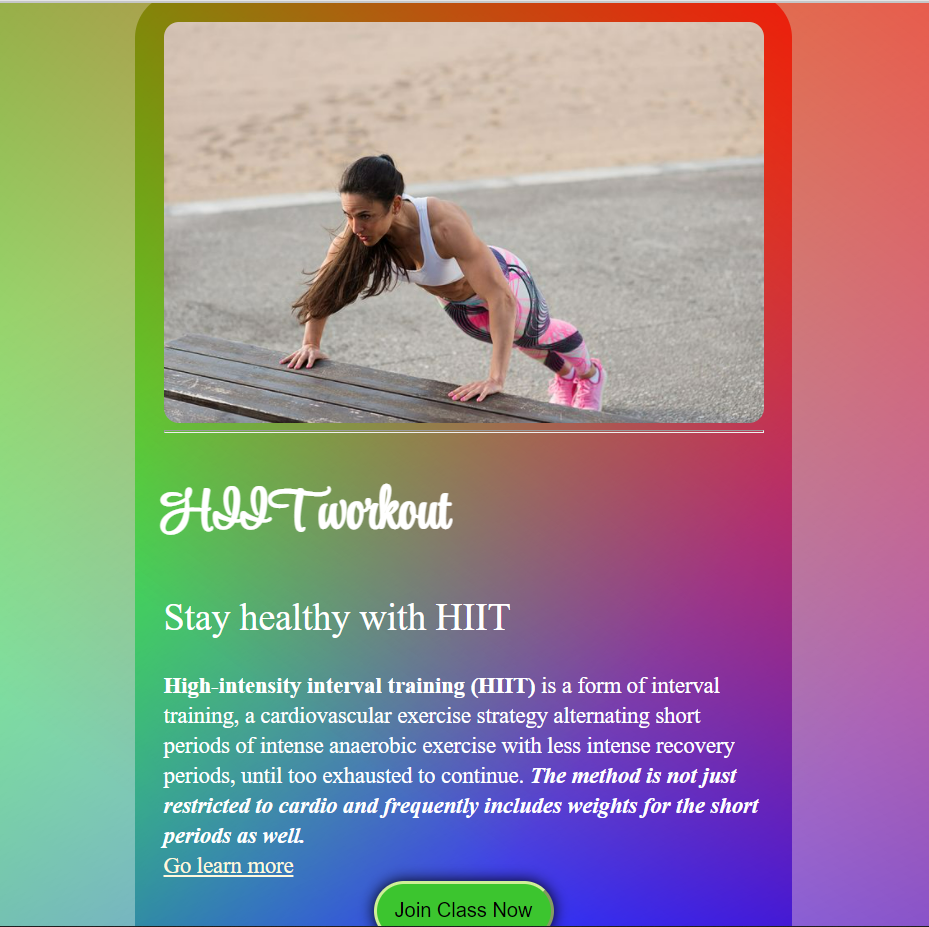 HIIT workout
Stay healthy with HIIT
High-intensity interval training (HIIT) is a form of interval
training, a cardiovascular exercise strategy alternating short
periods of intense anaerobic exercise with less intense recovery
periods, until too exhausted to continue. The method is not just
restricted to cardio and frequently includes weights for the short
periods as well.
Go learn more
Join Class Now